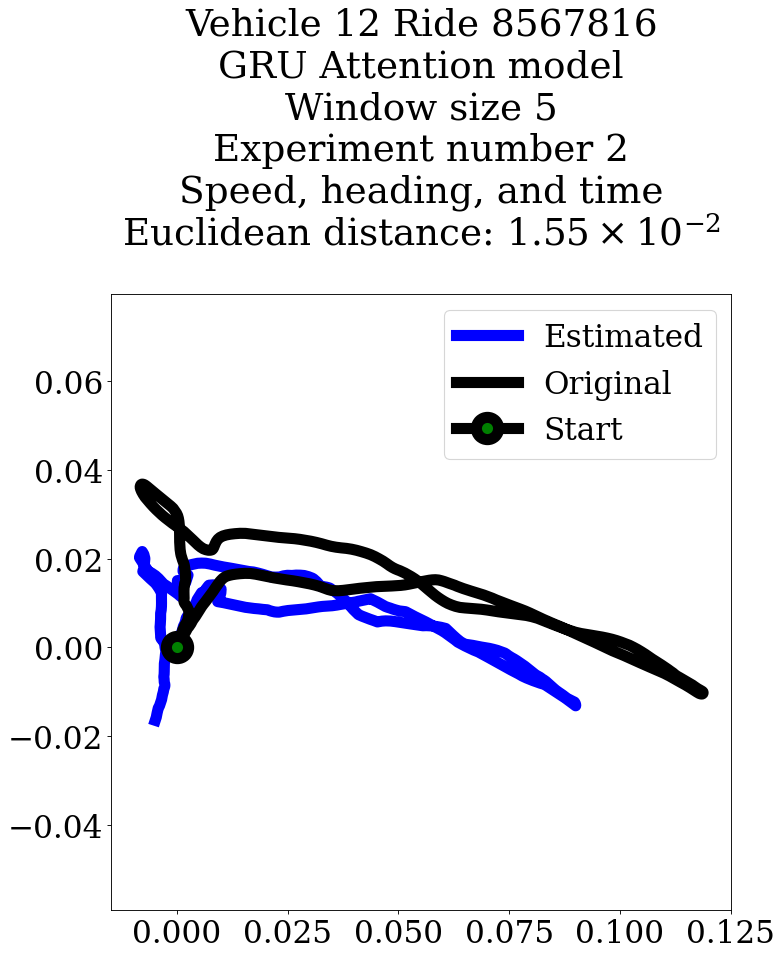 Vehicle 12 Ride 8567816
GRU Attention model
Window size 5
Experiment number 2
Speed, heading, and time
Euclidean distance: 1.55 × 10⁻²
Estimated
Original
Start
0.06
0.04
0.02
0.00
−0.02
−0.04
0.000 0.025 0.050 0.075 0.100 0.125